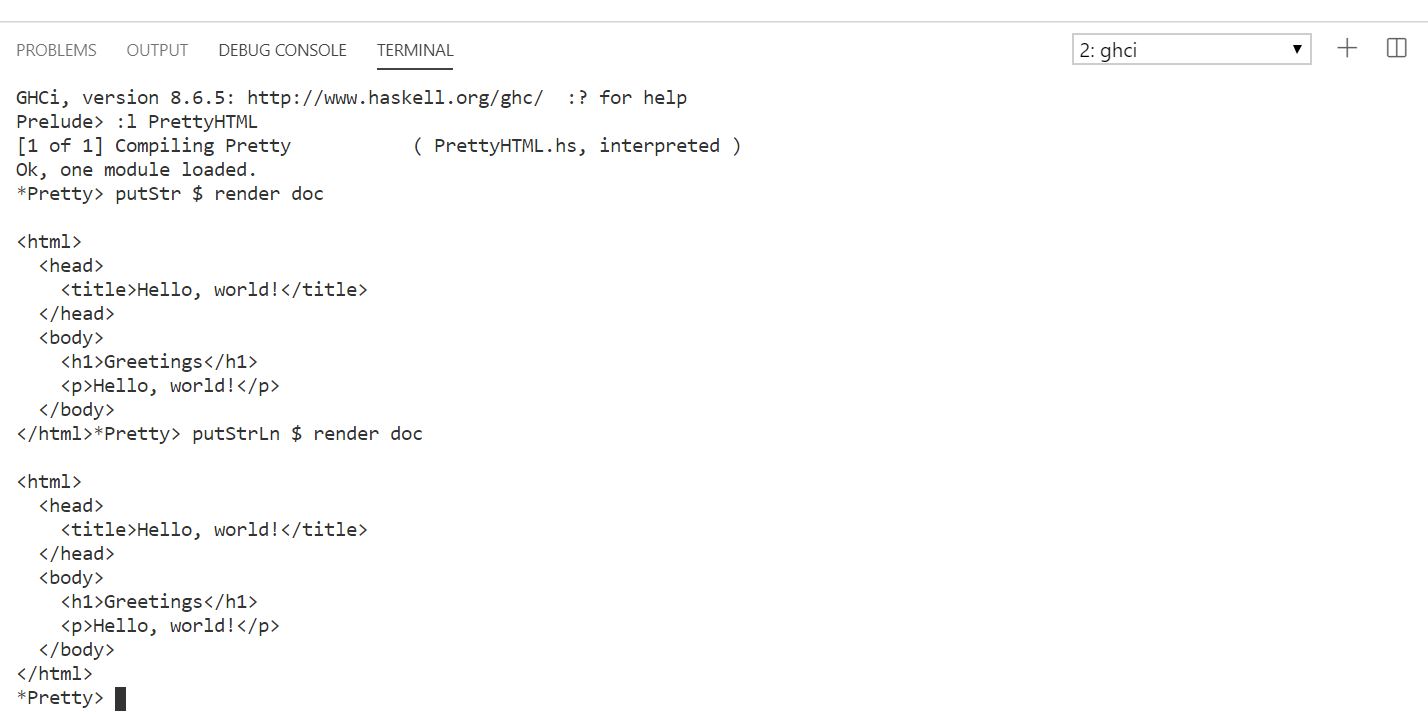 PROBLEMS OUTPUT DEBUG CONSOLE TERMINAL 2: ghci
GHCi, version 8.6.5: http://www.haskell.org/ghc/  :? for help
Prelude> :l PrettyHTML
[1 of 1] Compiling Pretty           ( PrettyHTML.hs, interpreted )
Ok, one module loaded.
*Pretty> putStr $ render doc

<html>
  <head>
    <title>Hello, world!</title>
  </head>
  <body>
    <h1>Greetings</h1>
    <p>Hello, world!</p>
  </body>
</html>*Pretty> putStrLn $ render doc

<html>
  <head>
    <title>Hello, world!</title>
  </head>
  <body>
    <h1>Greetings</h1>
    <p>Hello, world!</p>
  </body>
</html>
*Pretty>